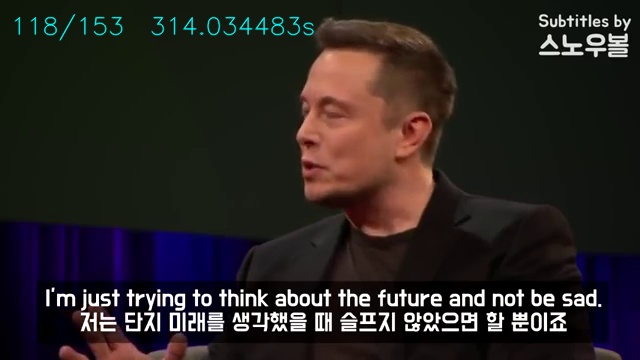 118/153 314.034483s
Subtitles by
스노우볼
I'm just trying to think about the future and not be sad.
저는 단지 미래를 생각했을 때 슬프지 않았으면 할 뿐이죠